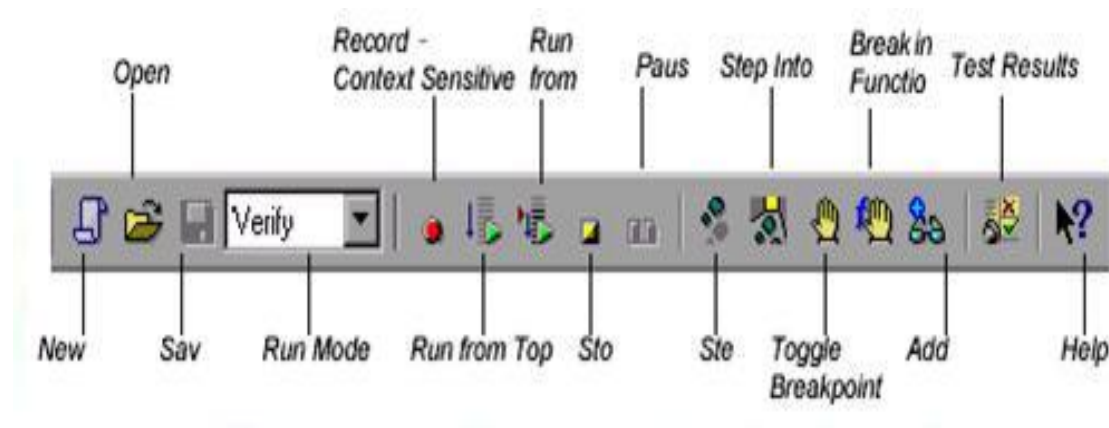 Record -
Context Sensitive
Run
from
Break in
Functio
Open
Paus
Step Into
Test Results
Verify
New
Sav
Run Mode
Run from Top
Sto
Ste
Toggle
Breakpoint
Add
Help